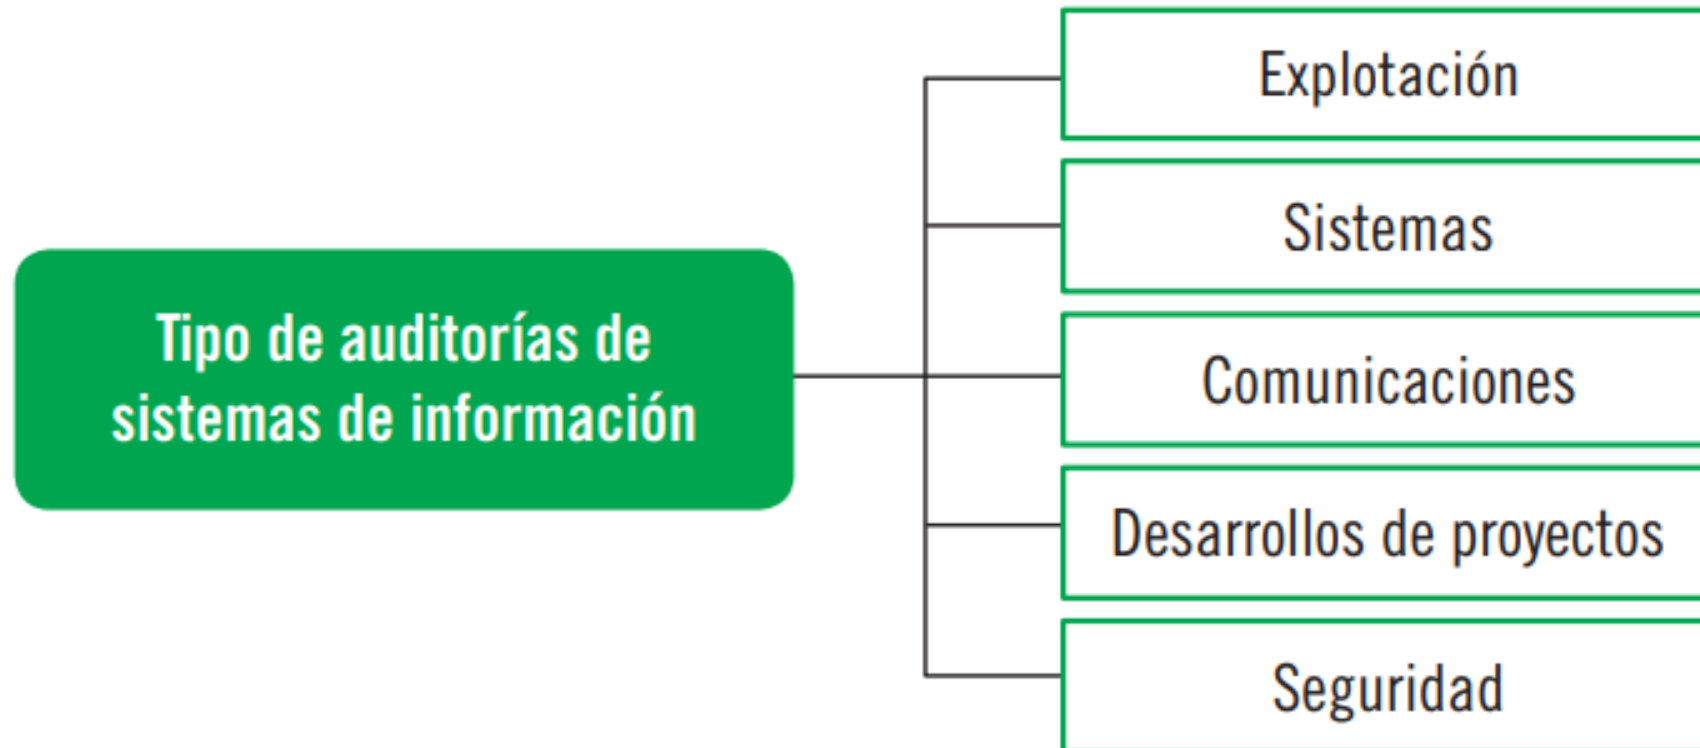 Tipo de auditorías de
sistemas de información
Explotación
Sistemas
Comunicaciones
Desarrollos de proyectos
Seguridad